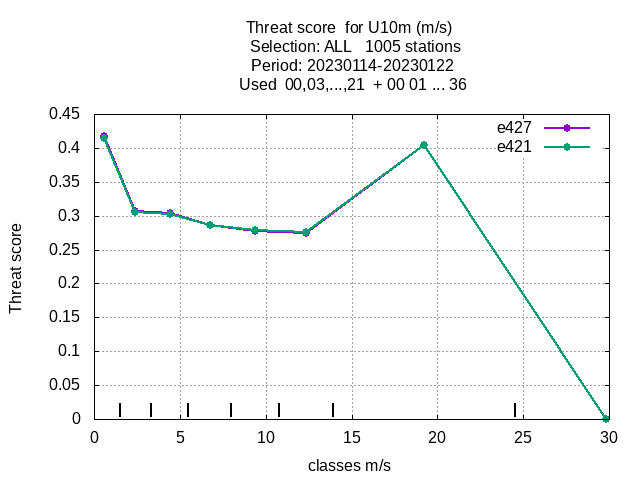 Threat score  for U10m (m/s)
Selection: ALL   1005 stations
Period: 20230114-20230122
Used  00,03,...,21  + 00 01 ... 36
e427
e421
0.45
0.4
0.35
0.3
0.25
0.2
0.15
0.1
0.05
0
Threat score
0 5 10 15 20 25 30
classes m/s